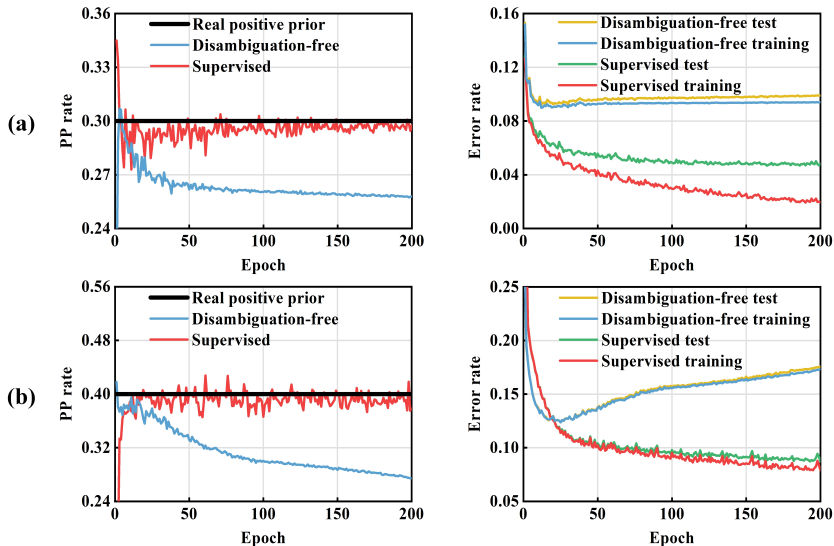 (a)
PP rate
0.36
0.33
0.30
0.27
0.24
Real positive prior
Disambiguation-free
Supervised
0 50 100 150 200
Epoch
Error rate
0.16
0.12
0.08
0.04
0.00
Disambiguation-free test
Disambiguation-free training
Supervised test
Supervised training
0 50 100 150 200
Epoch
(b)
PP rate
0.56
0.48
0.40
0.32
0.24
Real positive prior
Disambiguation-free
Supervised
0 50 100 150 200
Epoch
Error rate
0.25
0.20
0.15
0.10
0.05
Disambiguation-free test
Disambiguation-free training
Supervised test
Supervised training
0 50 100 150 200
Epoch